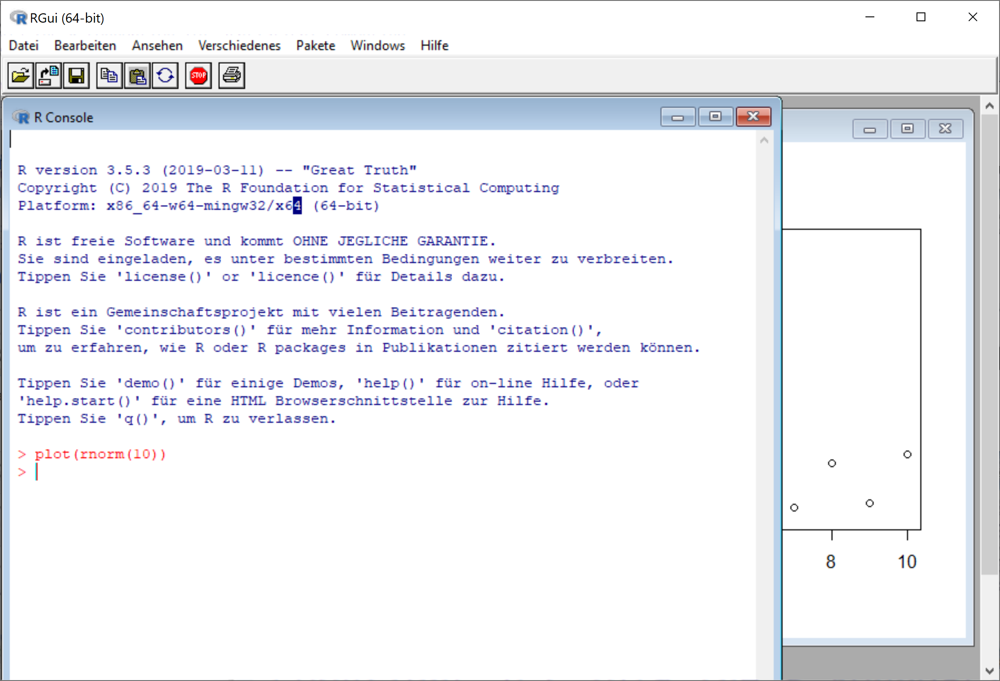 RGui (64-bit)
Datei Bearbeiten Ansehen Verschiedenes Pakete Windows Hilfe
STOP
R Console
R version 3.5.3 (2019-03-11) -- "Great Truth"
Copyright (C) 2019 The R Foundation for Statistical Computing
Platform: x86_64-w64-mingw32/x64 (64-bit)
R ist freie Software und kommt OHNE JEGLICHE GARANTIE.
Sie sind eingeladen, es unter bestimmten Bedingungen weiter zu verbreiten.
Tippen Sie 'license()' or 'licence()' für Details dazu.
R ist ein Gemeinschaftsprojekt mit vielen Beitragenden.
Tippen Sie 'contributors()' für mehr Information und 'citation()',
um zu erfahren, wie R oder R packages in Publikationen zitiert werden können.
Tippen Sie 'demo()' für einige Demos, 'help()' für on-line Hilfe, oder
'help.start()' für eine HTML Browserschnittstelle zur Hilfe.
Tippen Sie 'q()', um R zu verlassen.
> plot(rnorm(10))
>
8 10